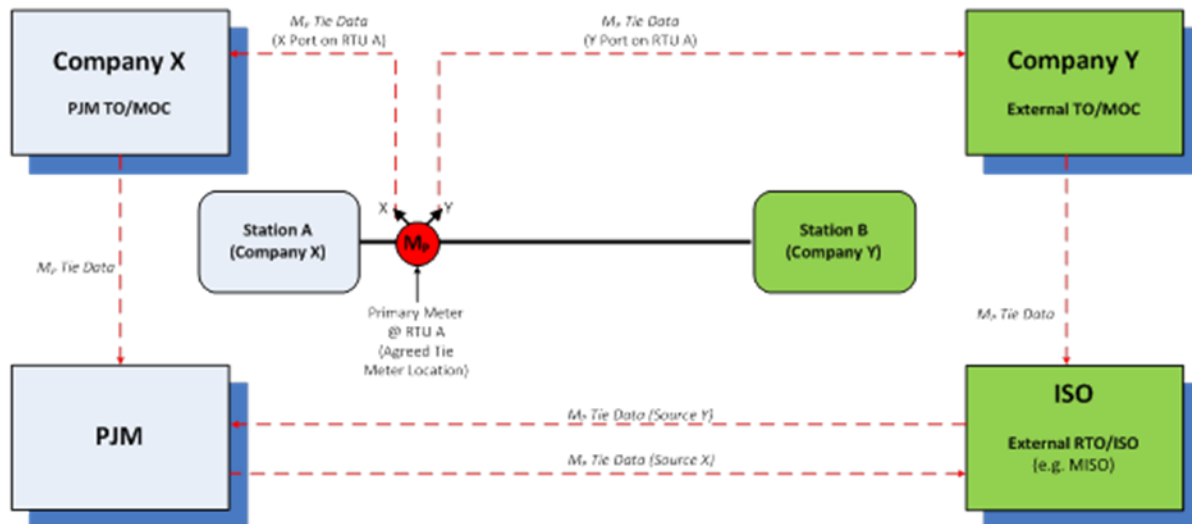 Mₚ Tie Data
(X Port on RTU A)
Mₚ Tie Data
(Y Port on RTU A)
Company X
PJM TO/MOC
Company Y
External TO/MOC
X
Y
Station A
(Company X)
Mₚ
Station B
(Company Y)
Mₚ Tie Data
Primary Meter
@ RTU A
(Agreed Tie
Meter Location)
Mₚ Tie Data
PJM
Mₚ Tie Data (Source Y)
Mₚ Tie Data (Source X)
ISO
External RTO/ISO
(e.g. MISO)